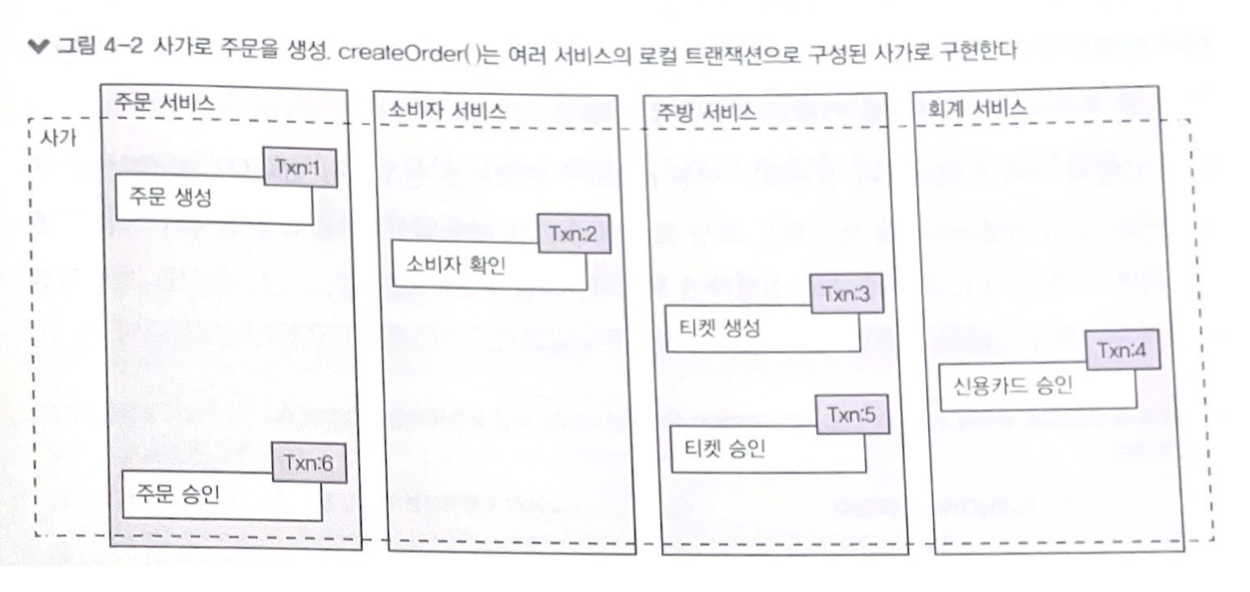 그림 4-2 사가로 주문을 생성. createOrder()는 여러 서비스의 로컬 트랜잭션으로 구성된 사가로 구현한다
주문 서비스
소비자 서비스
주방 서비스
회계 서비스
사가
Txn:1
주문 생성
Txn:2
소비자 확인
Txn:3
티켓 생성
Txn:4
신용카드 승인
Txn:5
티켓 승인
Txn:6
주문 승인